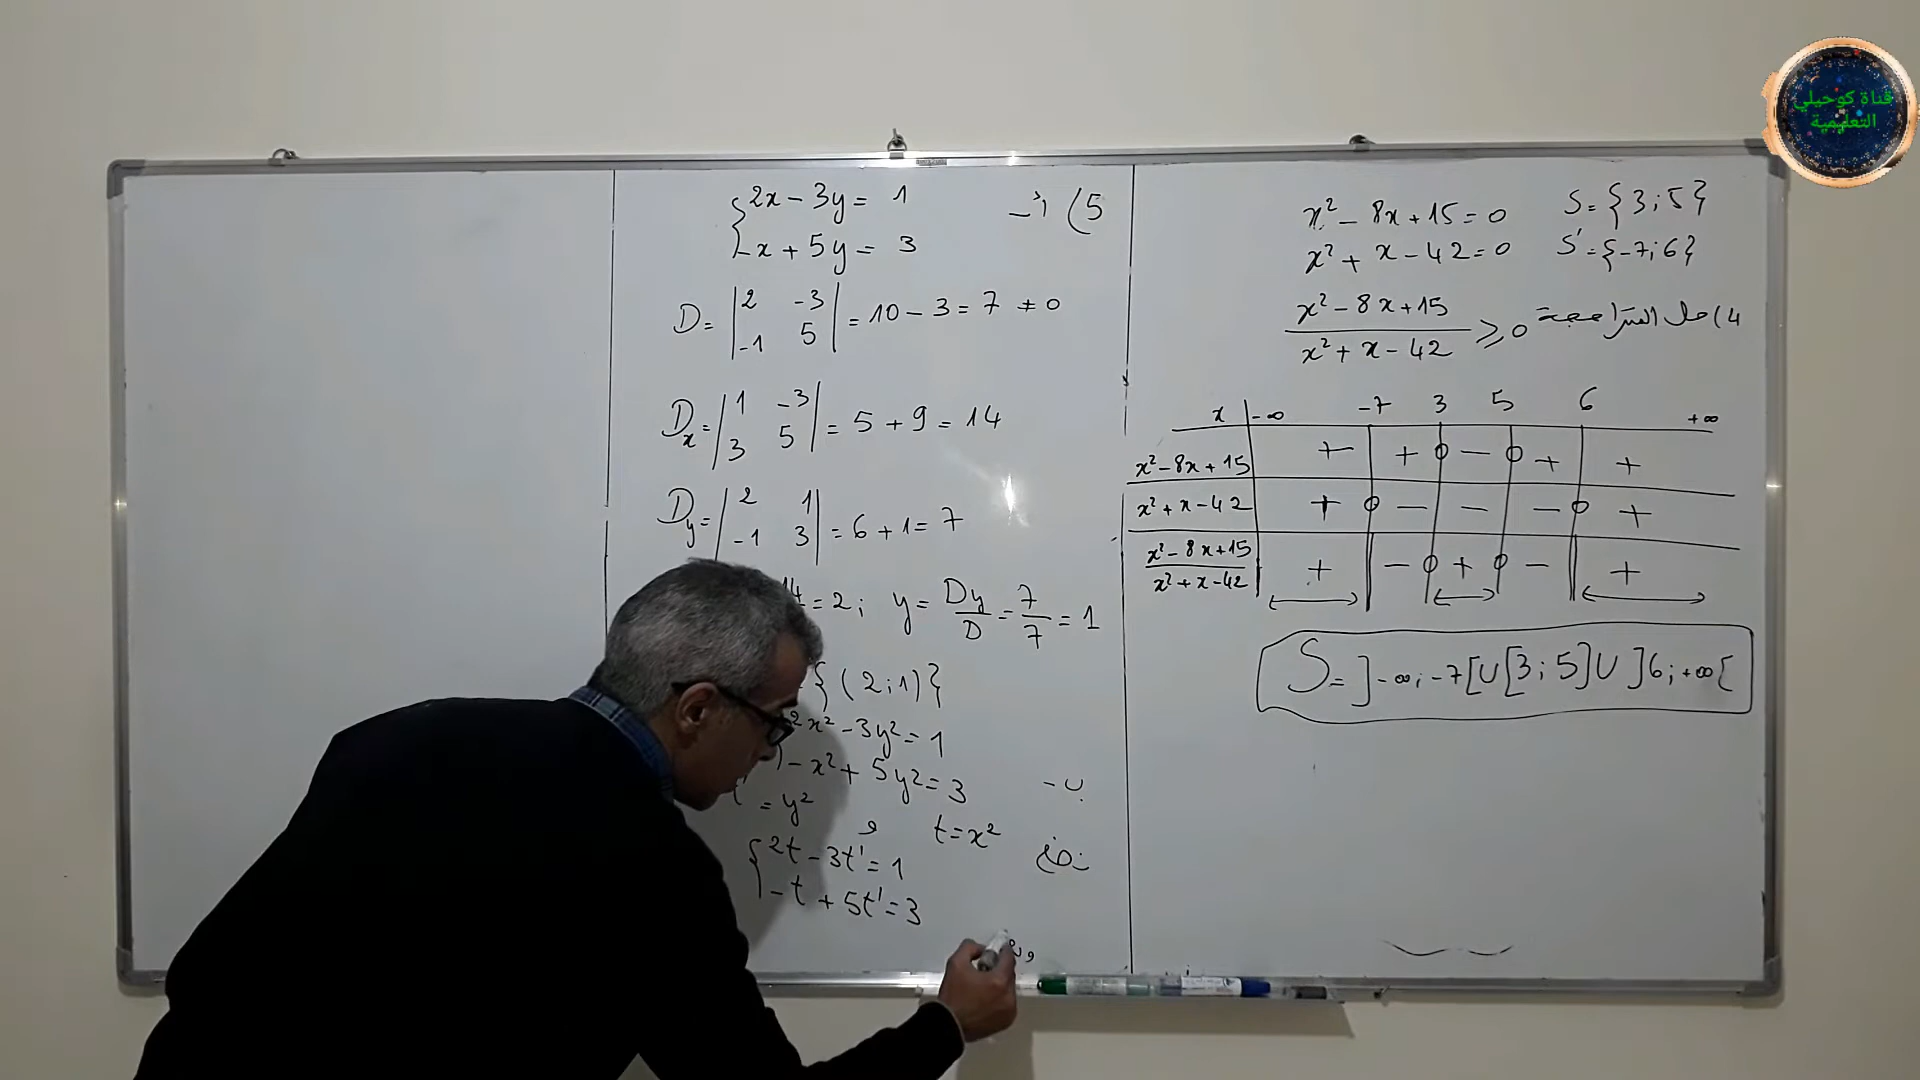 قناة كوحيلي
التعليمية
x² - 8x + 15 = 0 S = {3 ; 5}
x² + x - 42 = 0 S' = {-7 ; 6}
4) حل المتراجحة (x² - 8x + 15)/(x² + x - 42) ⩾ 0
x -∞ -7 3 5 6 +∞
x² - 8x + 15 + + 0 - 0 + +
x² + x - 42 + 0 - - - 0 +
(x² - 8x + 15)/(x² + x - 42) + || - 0 + 0 - || +
S = ]-∞ ; -7[ U [3 ; 5] U ]6 ; +∞[
5) أ-
{ 2x - 3y = 1
-x + 5y = 3
D = | 2 -3 ; -1 5 | = 10 - 3 = 7 ≠ 0
Dx = | 1 -3 ; 3 5 | = 5 + 9 = 14
Dy = | 2 1 ; -1 3 | = 6 + 1 = 7
14 = 2 ; y = Dy/D = 7/7 = 1
{(2 ; 1)}
2x² - 3y² = 1
ب- -x² + 5y² = 3
نضع t = x² و t' = y²
{ 2t - 3t' = 1
-t + 5t' = 3